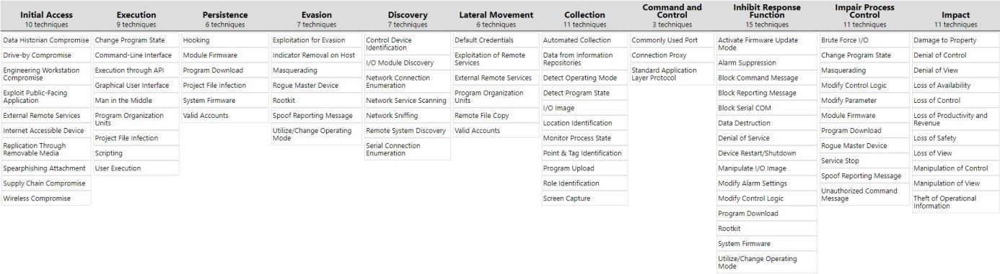 Initial Access
10 techniques
Data Historian Compromise
Drive-by Compromise
Engineering Workstation
Compromise
Exploit Public-Facing
Application
External Remote Services
Internet Accessible Device
Replication Through
Removable Media
Spearphishing Attachment
Supply Chain Compromise
Wireless Compromise
Execution
9 techniques
Change Program State
Command-Line Interface
Execution through API
Graphical User Interface
Man in the Middle
Program Organization
Units
Project File Infection
Scripting
User Execution
Persistence
6 techniques
Hooking
Module Firmware
Program Download
Project File Infection
System Firmware
Valid Accounts
Evasion
7 techniques
Exploitation for Evasion
Indicator Removal on Host
Masquerading
Rogue Master Device
Rootkit
Spoof Reporting Message
Utilize/Change Operating
Mode
Discovery
7 techniques
Control Device
Identification
I/O Module Discovery
Network Connection
Enumeration
Network Service Scanning
Network Sniffing
Remote System Discovery
Serial Connection
Enumeration
Lateral Movement
6 techniques
Default Credentials
Exploitation of Remote
Services
External Remote Services
Program Organization
Units
Remote File Copy
Valid Accounts
Collection
11 techniques
Automated Collection
Data from Information
Repositories
Detect Operating Mode
Detect Program State
I/O Image
Location Identification
Monitor Process State
Point & Tag Identification
Program Upload
Role Identification
Screen Capture
Command and
Control
3 techniques
Commonly Used Port
Connection Proxy
Standard Application
Layer Protocol
Inhibit Response
Function
15 techniques
Activate Firmware Update
Mode
Alarm Suppression
Block Command Message
Block Reporting Message
Block Serial COM
Data Destruction
Denial of Service
Device Restart/Shutdown
Manipulate I/O Image
Modify Alarm Settings
Modify Control Logic
Program Download
Rootkit
System Firmware
Utilize/Change Operating
Mode
Impair Process
Control
11 techniques
Brute Force I/O
Change Program State
Masquerading
Modify Control Logic
Modify Parameter
Module Firmware
Program Download
Rogue Master Device
Service Stop
Spoof Reporting Message
Unauthorized Command
Message
Impact
11 techniques
Damage to Property
Denial of Control
Denial of View
Loss of Availability
Loss of Control
Loss of Productivity and
Revenue
Loss of Safety
Loss of View
Manipulation of Control
Manipulation of View
Theft of Operational
Information